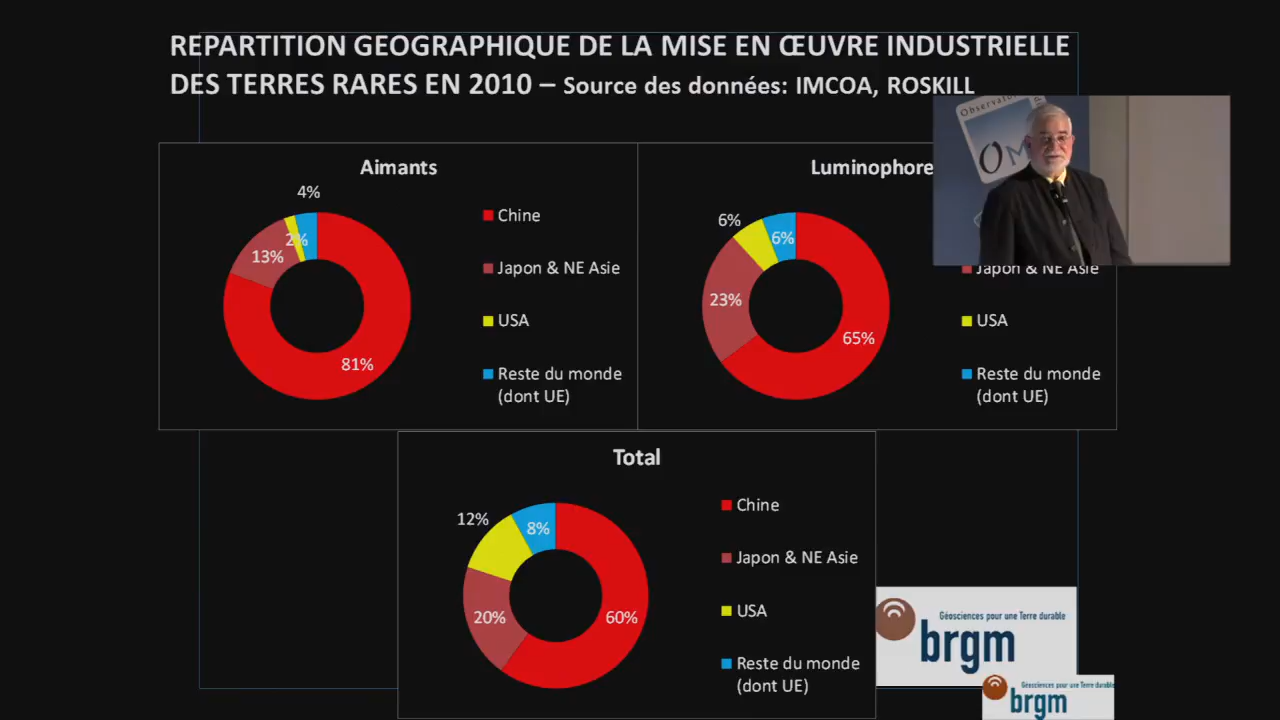 REPARTITION GEOGRAPHIQUE DE LA MISE EN ŒUVRE INDUSTRIELLE
DES TERRES RARES EN 2010 – Source des données: IMCOA, ROSKILL
Aimants
4%
2%
13%
81%
Chine
Japon & NE Asie
USA
Reste du monde
(dont UE)
Luminophore
6%
6%
23%
65%
Japon & NE Asie
USA
Reste du monde
(dont UE)
Total
12%
8%
20%
60%
Chine
Japon & NE Asie
USA
Reste du monde
(dont UE)
Géosciences pour une Terre durable
brgm
Géosciences pour une Terre durable
brgm